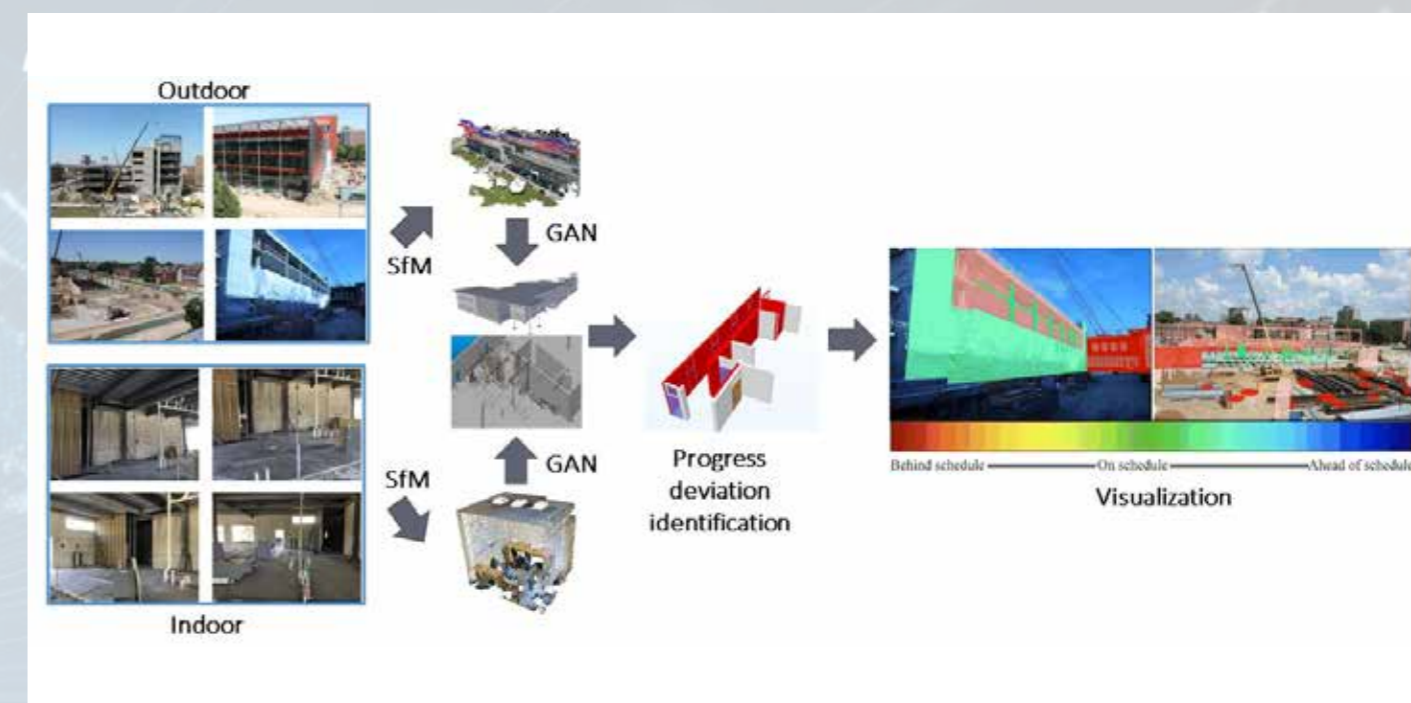 Outdoor
SfM
GAN
SfM
GAN
Indoor
Progress
deviation
identification
Behind schedule
On schedule
Ahead of schedule
Visualization